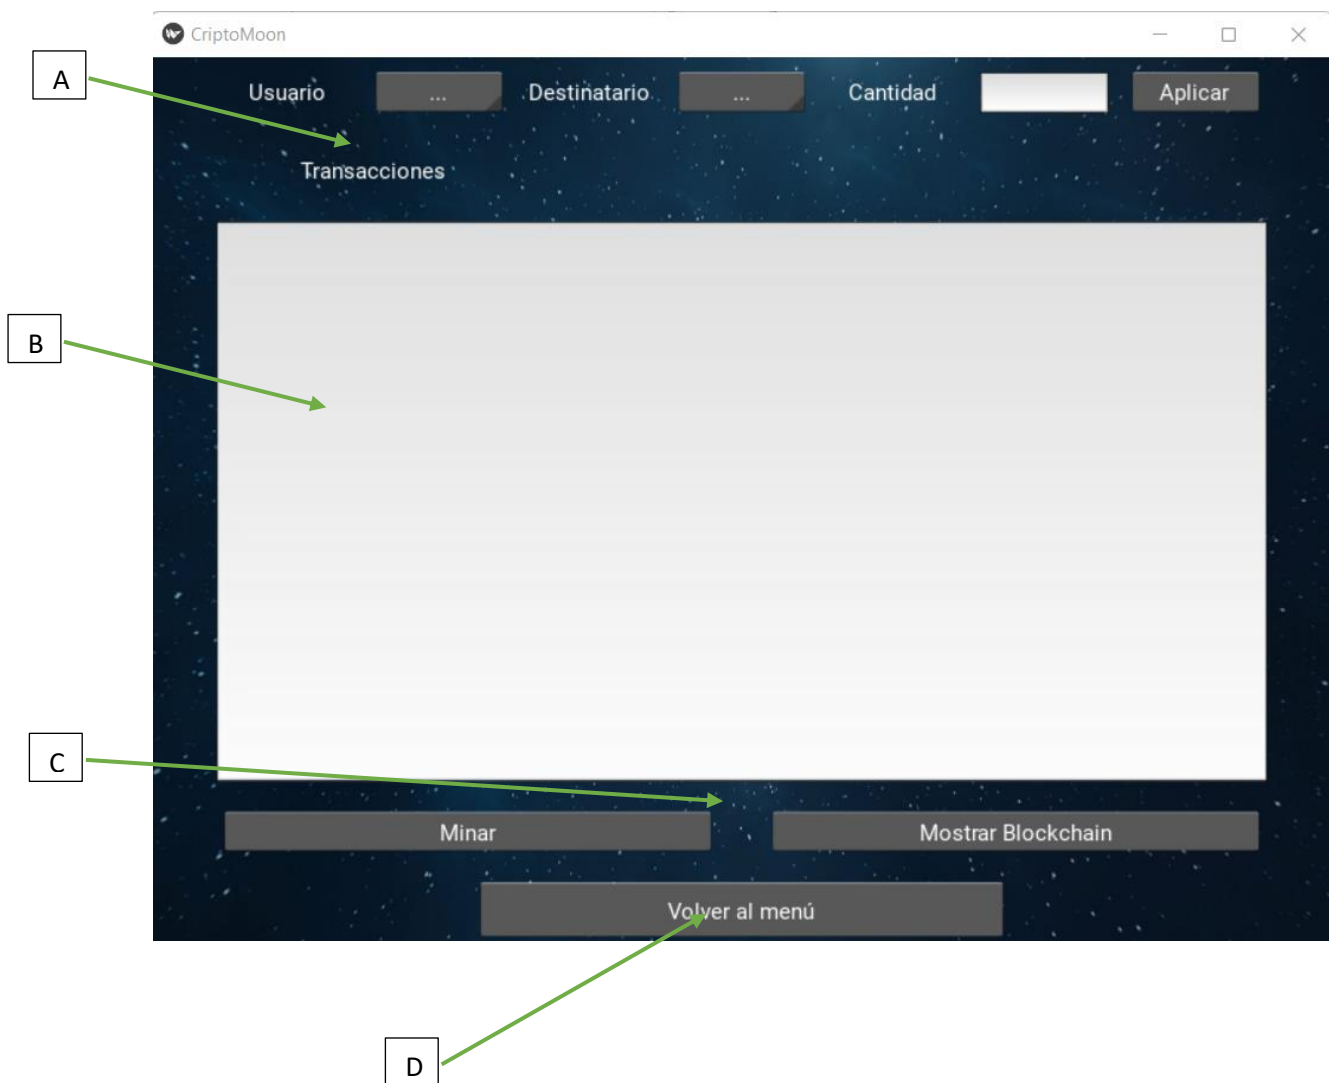 CriptoMoon
A
Usuario ... Destinatario ... Cantidad Aplicar
Transacciones
B
C
Minar Mostrar Blockchain
Volver al menú
D